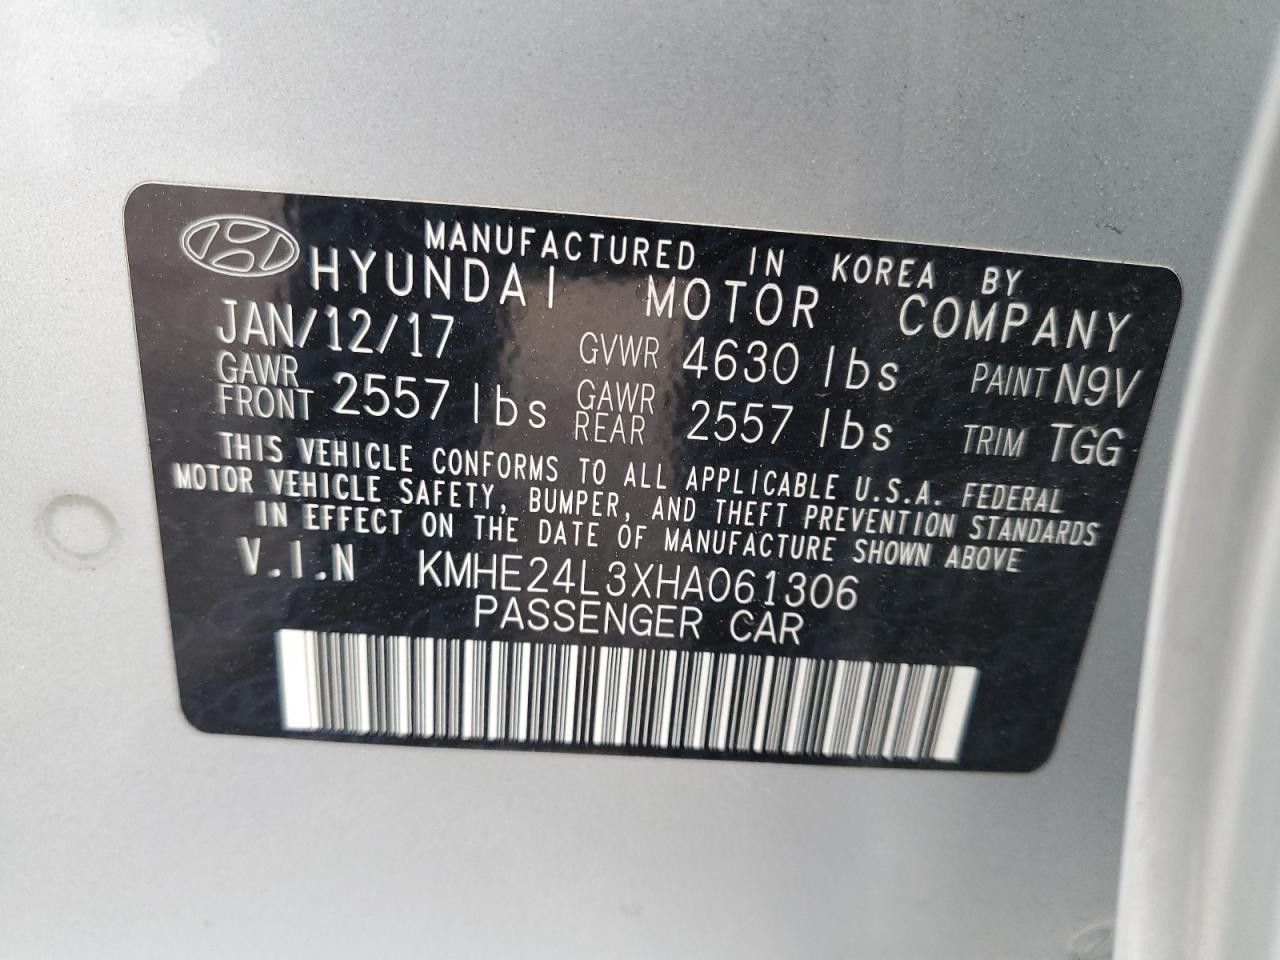 MANUFACTURED IN KOREA BY
HYUNDAI MOTOR COMPANY
JAN/12/17 GVWR 4630 lbs PAINT N9V
GAWR FRONT 2557 lbs GAWR REAR 2557 lbs TRIM TGG
THIS VEHICLE CONFORMS TO ALL APPLICABLE U.S.A. FEDERAL
MOTOR VEHICLE SAFETY, BUMPER, AND THEFT PREVENTION STANDARDS
IN EFFECT ON THE DATE OF MANUFACTURE SHOWN ABOVE
V.I.N KMHE24L3XHA061306
PASSENGER CAR